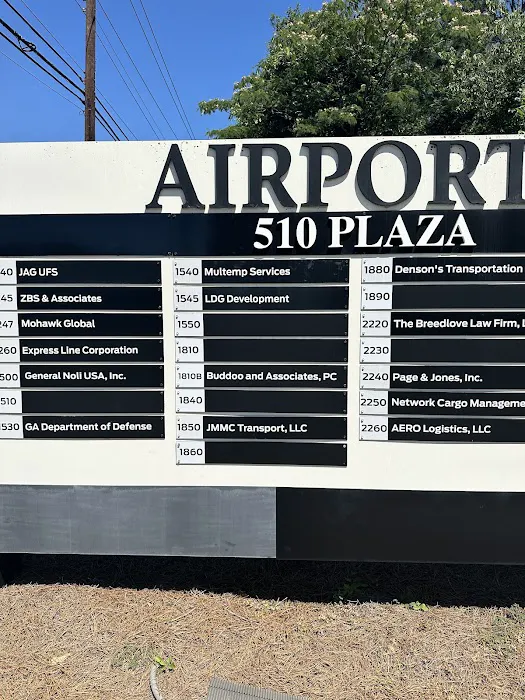 AIRPORT
510 PLAZA
40 JAG UFS
45 ZBS & Associates
247 Mohawk Global
260 Express Line Corporation
500 General Noli USA, Inc.
510
530 GA Department of Defense
1540 Multemp Services
1545 LDG Development
1550
1810
1810B Buddoo and Associates, PC
1840
1850 JMMC Transport, LLC
1860
1880 Denson's Transportation
1890
2220 The Breedlove Law Firm,
2230
2240 Page & Jones, Inc.
2250 Network Cargo Manageme
2260 AERO Logistics, LLC